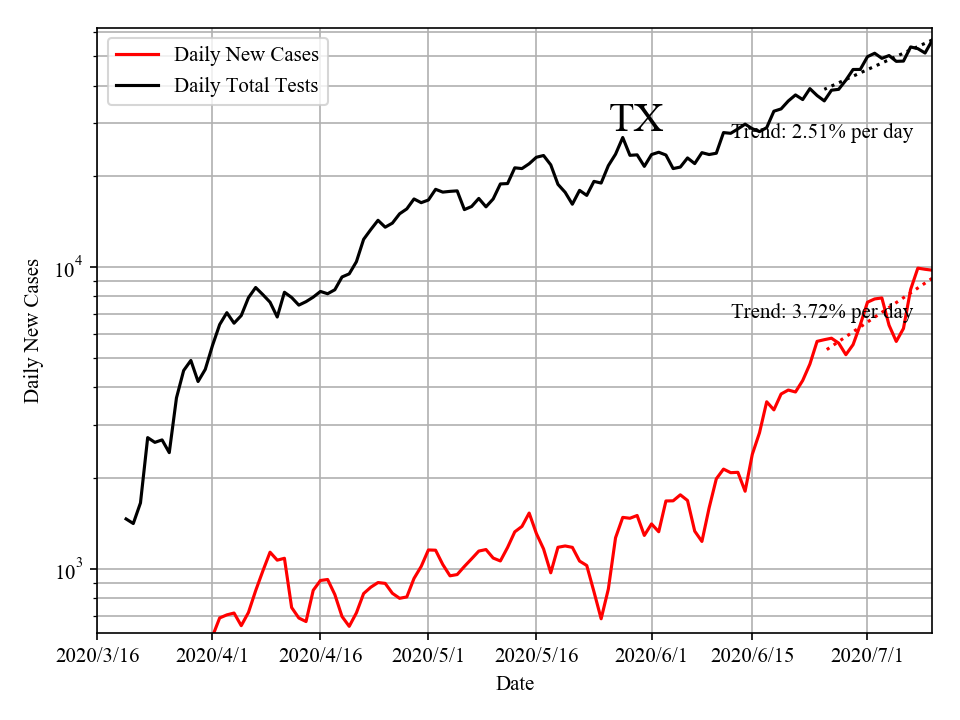 Daily New Cases
Daily Total Tests
TX
Trend: 2.51% per day
Trend: 3.72% per day
Daily New Cases
10^4
10^3
2020/3/16 2020/4/1 2020/4/16 2020/5/1 2020/5/16 2020/6/1 2020/6/15 2020/7/1
Date